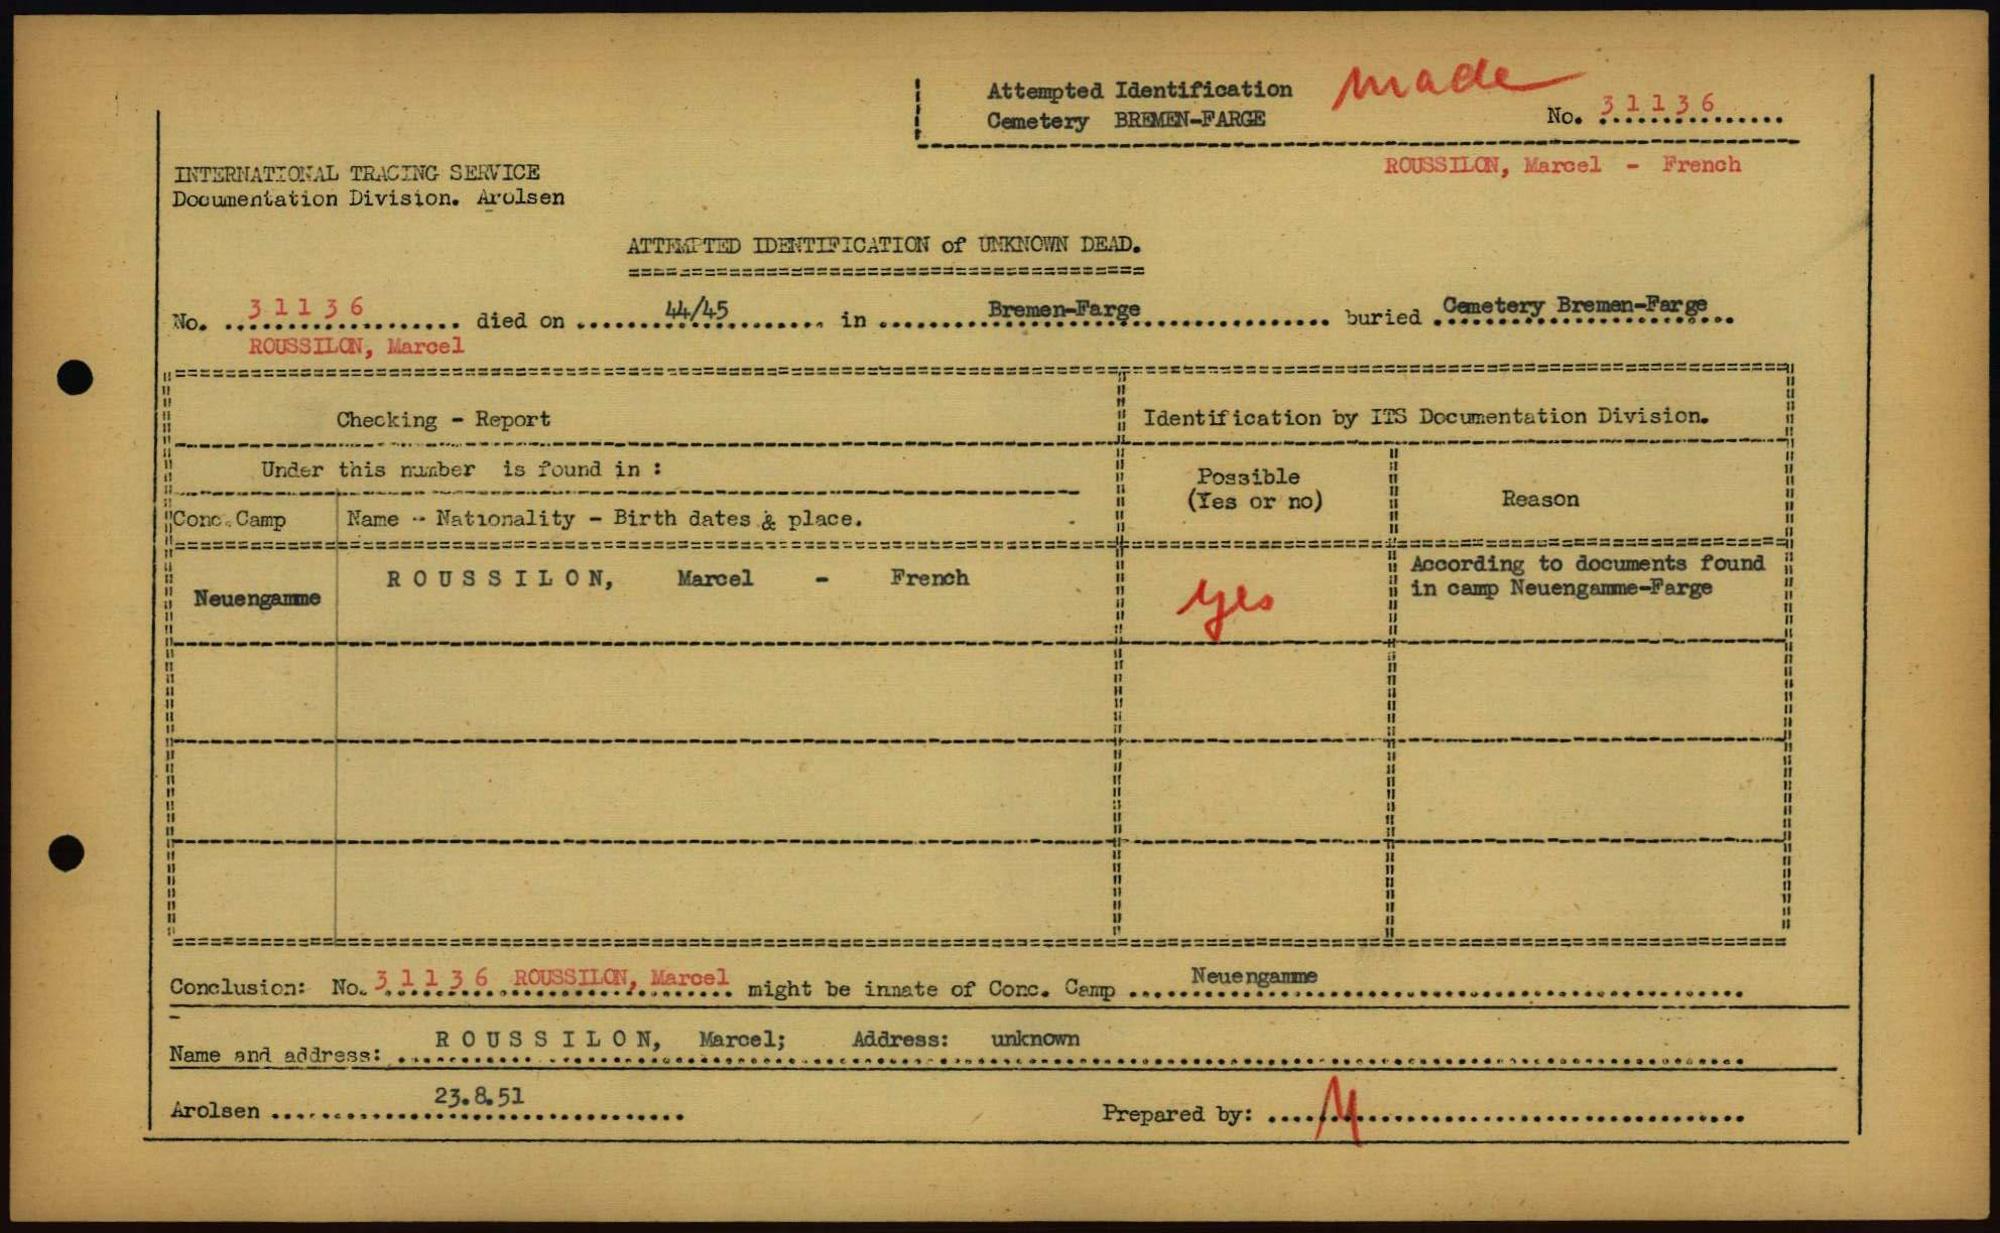 Attempted Identification made
Cemetery BREMEN-FARGE No. 31136
ROUSSILON, Marcel - French
INTERNATIONAL TRACING SERVICE
Documentation Division. Arolsen
ATTEMPTED IDENTIFICATION of UNKNOWN DEAD.
No. 31136 died on 44/45 in Bremen-Farge buried Cemetery Bremen-Farge
ROUSSILON, Marcel
Checking - Report
Identification by ITS Documentation Division.
Under this number is found in :
Possible
(Yes or no)
Reason
Conc.Camp
Name - Nationality - Birth dates & place.
Neuengamme
ROUSSILON, Marcel - French
yes
According to documents found
in camp Neuengamme-Farge
Conclusion: No. 31136 ROUSSILON, Marcel might be innate of Conc. Camp Neuengamme
Name and address: ROUSSILON, Marcel; Address: unknown
Arolsen 23.8.51
Prepared by: